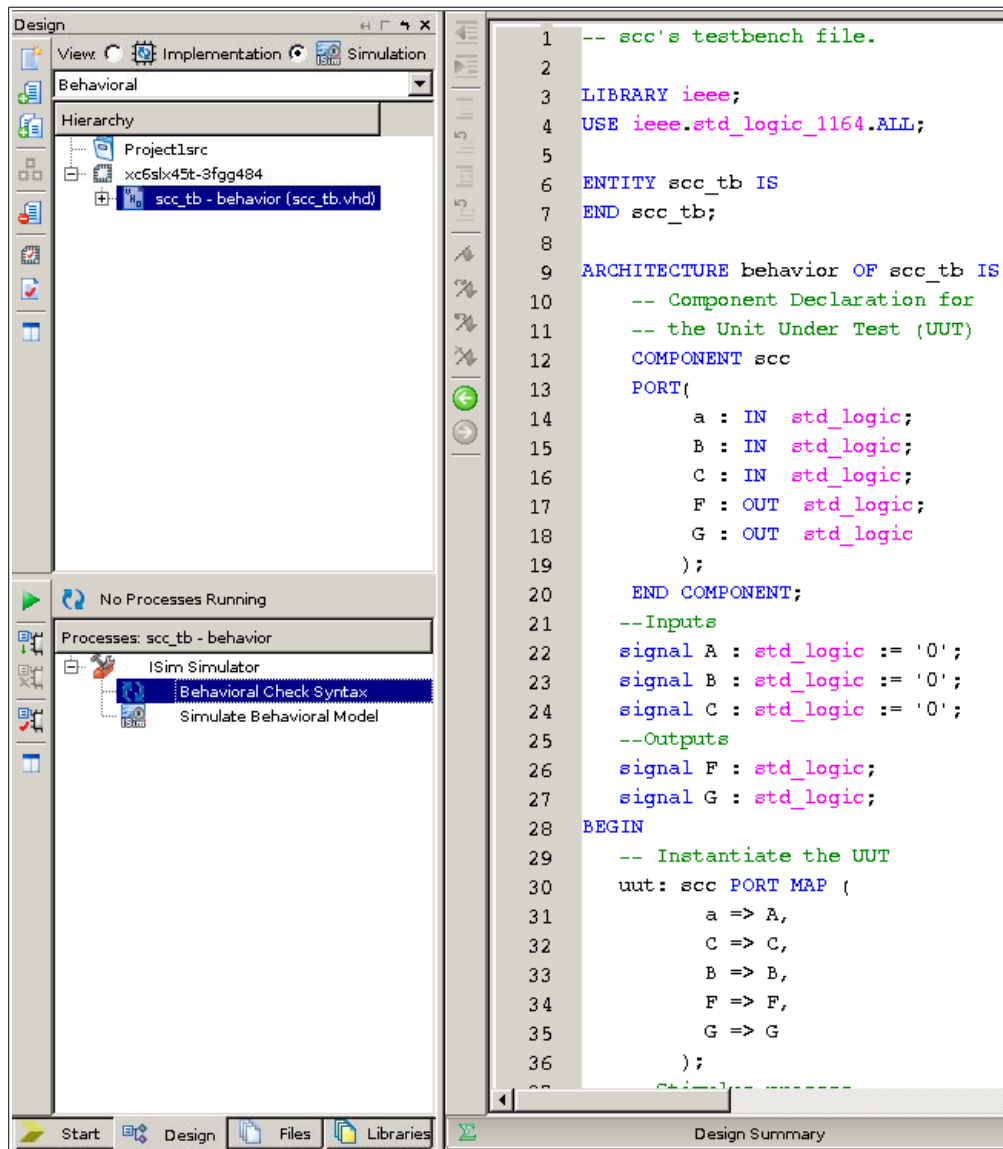 Design
View: Implementation Simulation
Behavioral
Hierarchy
Project1src
xc6slx45t-3fgg484
scc_tb - behavior (scc_tb.vhd)
No Processes Running
Processes: scc_tb - behavior
ISim Simulator
Behavioral Check Syntax
Simulate Behavioral Model
Start Design Files Libraries
1 -- scc's testbench file.
2
3 LIBRARY ieee;
4 USE ieee.std_logic_1164.ALL;
5
6 ENTITY scc_tb IS
7 END scc_tb;
8
9 ARCHITECTURE behavior OF scc_tb IS
10 -- Component Declaration for
11 -- the Unit Under Test (UUT)
12 COMPONENT scc
13 PORT(
14 a : IN std_logic;
15 B : IN std_logic;
16 C : IN std_logic;
17 F : OUT std_logic;
18 G : OUT std_logic
19 );
20 END COMPONENT;
21 --Inputs
22 signal A : std_logic := '0';
23 signal B : std_logic := '0';
24 signal C : std_logic := '0';
25 --Outputs
26 signal F : std_logic;
27 signal G : std_logic;
28 BEGIN
29 -- Instantiate the UUT
30 uut: scc PORT MAP (
31 a => A,
32 C => C,
33 B => B,
34 F => F,
35 G => G
36 );
Design Summary